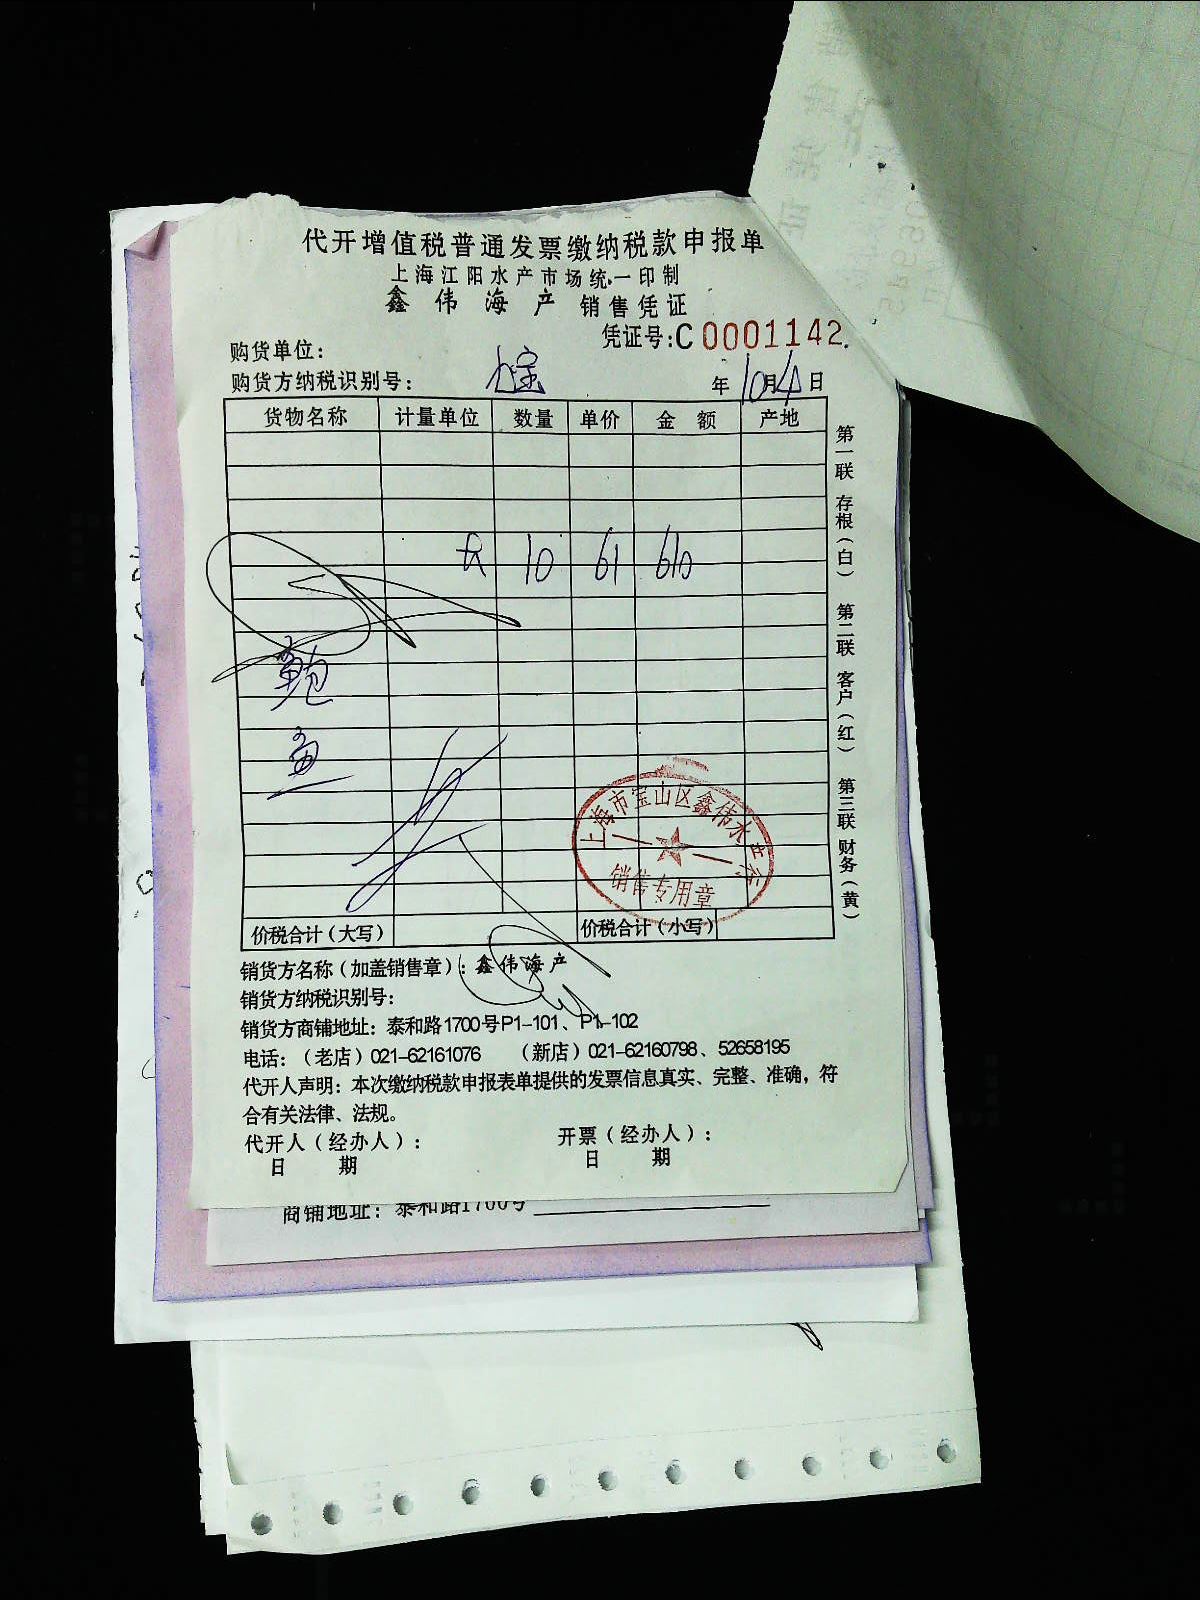 代开增值税普通发票缴纳税款申报单
上海江阳水产市场统一印制
鑫伟海产 销售凭证
凭证号:C0001142
购货单位:
购货方纳税识别号:
年10月4日
货物名称 计量单位 数量 单价 金 额 产地
10 61 610
鲍
鱼
价税合计(大写) 价税合计(小写)
第一联 存根(白) 第二联 客户(红) 第三联 财务(黄)
上海市宝山区鑫伟水产
销售专用章
销货方名称(加盖销售章):鑫伟海产
销货方纳税识别号:
销货方商铺地址:泰和路1700号P1-101、P1-102
电话:(老店)021-62161076 (新店)021-62160798、52658195
代开人声明:本次缴纳税款申报表单提供的发票信息真实、完整、准确,符
合有关法律、法规。
代开人(经办人): 开票(经办人):
日 期 日 期
商铺地址:泰和路1700号